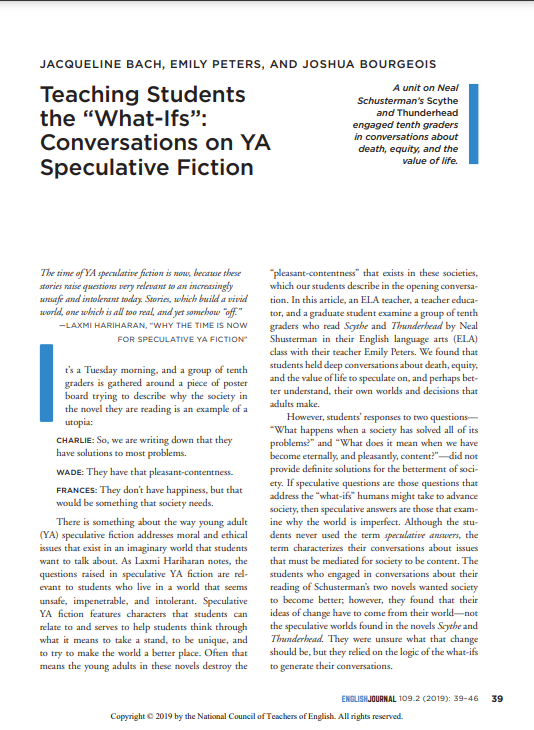 JACQUELINE BACH, EMILY PETERS, AND JOSHUA BOURGEOIS
Teaching Students
the “What-Ifs”:
Conversations on YA
Speculative Fiction
A unit on Neal
Schusterman’s Scythe
and Thunderhead
engaged tenth graders
in conversations about
death, equity, and the
value of life.
The time of YA speculative fiction is now, because these
stories raise questions very relevant to an increasingly
unsafe and intolerant today. Stories, which build a vivid
world, one which is all too real, and yet somehow “off.”
—LAXMI HARIHARAN, “WHY THE TIME IS NOW
FOR SPECULATIVE YA FICTION”
It’s a Tuesday morning, and a group of tenth
graders is gathered around a piece of poster
board trying to describe why the society in
the novel they are reading is an example of a
utopia:
CHARLIE: So, we are writing down that they
have solutions to most problems.
WADE: They have that pleasant-contentness.
FRANCES: They don’t have happiness, but that
would be something that society needs.
There is something about the way young adult
(YA) speculative fiction addresses moral and ethical
issues that exist in an imaginary world that students
want to talk about. As Laxmi Hariharan notes, the
questions raised in speculative YA fiction are rel-
evant to students who live in a world that seems
unsafe, impenetrable, and intolerant. Speculative
YA fiction features characters that students can
relate to and serves to help students think through
what it means to take a stand, to be unique, and
to try to make the world a better place. Often that
means the young adults in these novels destroy the
“pleasant-contentness” that exists in these societies,
which our students describe in the opening conversa-
tion. In this article, an ELA teacher, a teacher educa-
tor, and a graduate student examine a group of tenth
graders who read Scythe and Thunderhead by Neal
Shusterman in their English language arts (ELA)
class with their teacher Emily Peters. We found that
students held deep conversations about death, equity,
and the value of life to speculate on, and perhaps bet-
ter understand, their own worlds and decisions that
adults make.
However, students’ responses to two questions—
“What happens when a society has solved all of its
problems?” and “What does it mean when we have
become eternally, and pleasantly, content?”—did not
provide definite solutions for the betterment of soci-
ety. If speculative questions are those questions that
address the “what-ifs” humans might take to advance
society, then speculative answers are those that exam-
ine why the world is imperfect. Although the stu-
dents never used the term speculative answers, the
term characterizes their conversations about issues
that must be mediated for society to be content. The
students who engaged in conversations about their
reading of Schusterman’s two novels wanted society
to become better; however, they found that their
ideas of change have to come from their world—not
the speculative worlds found in the novels Scythe and
Thunderhead. They were unsure what that change
should be, but they relied on the logic of the what-ifs
to generate their conversations.
ENGLISH JOURNAL 109.2 (2019): 39–46 39
Copyright © 2019 by the National Council of Teachers of English. All rights reserved.